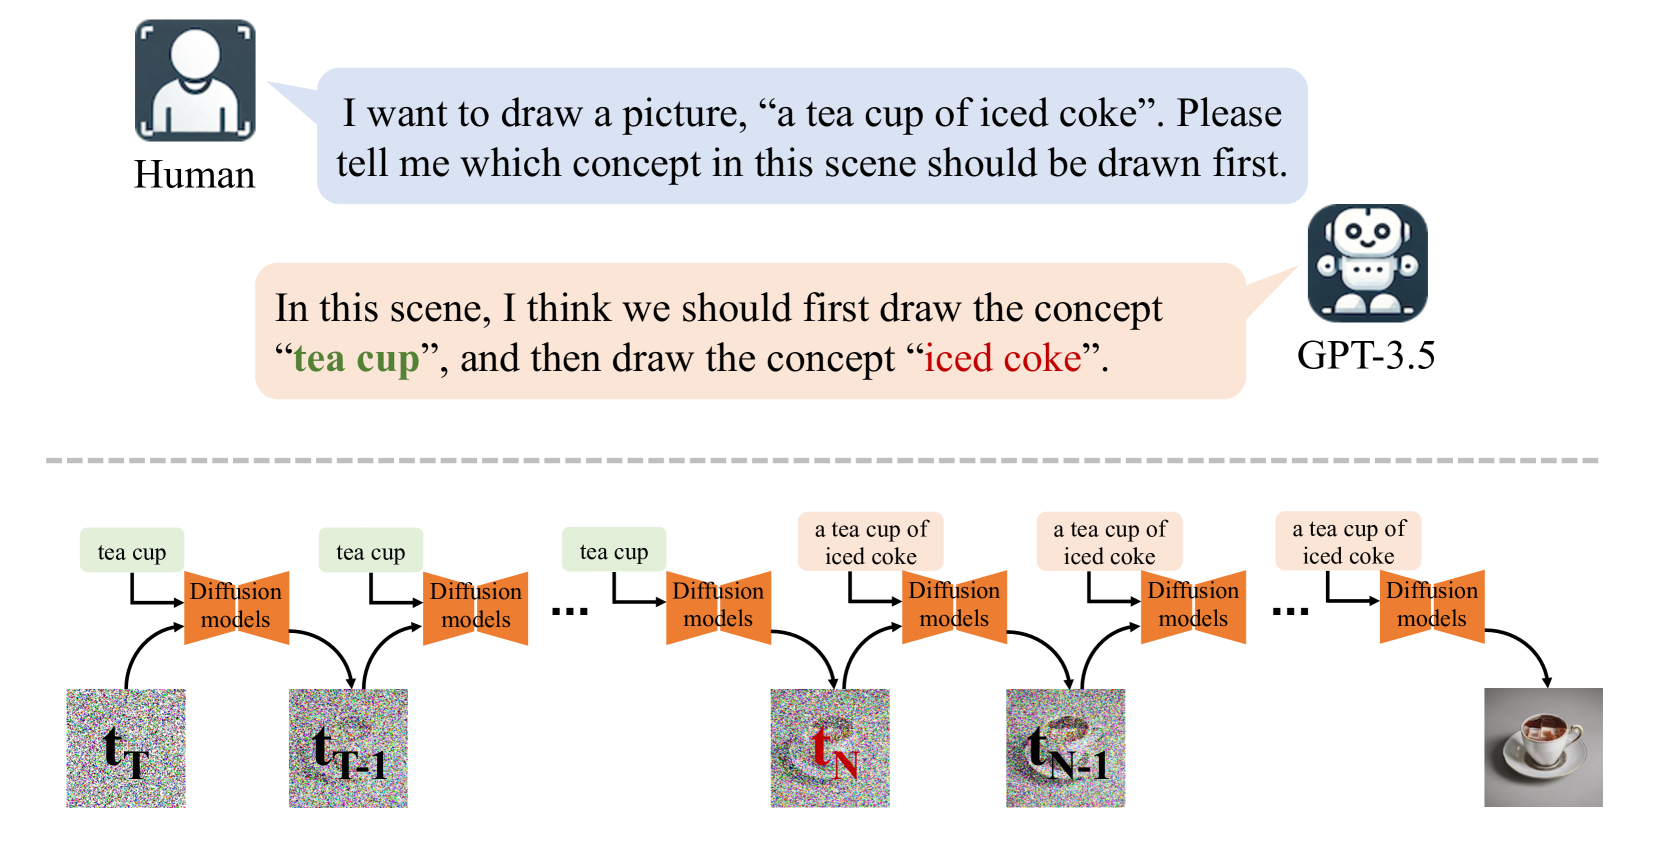 I want to draw a picture, “a tea cup of iced coke”. Please
tell me which concept in this scene should be drawn first.
Human
In this scene, I think we should first draw the concept
“tea cup”, and then draw the concept “iced coke”.
GPT-3.5
tea cup
tea cup
tea cup
a tea cup of
iced coke
a tea cup of
iced coke
a tea cup of
iced coke
Diffusion
models
Diffusion
models
...
Diffusion
models
Diffusion
models
Diffusion
models
...
Diffusion
models
tT
tT-1
tN
tN-1